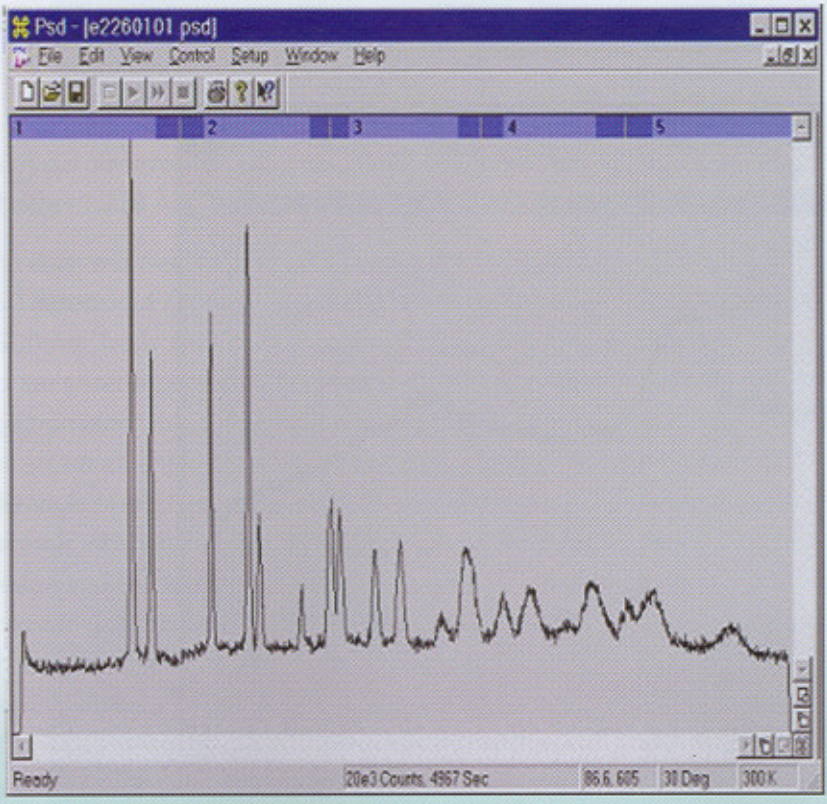 Psd - [e2260101.psd]
File Edit View Control Setup Window Help
1 2 3 4 5
Ready 20e3 Counts, 4967 Sec 86.6, 605 30 Deg 300 K